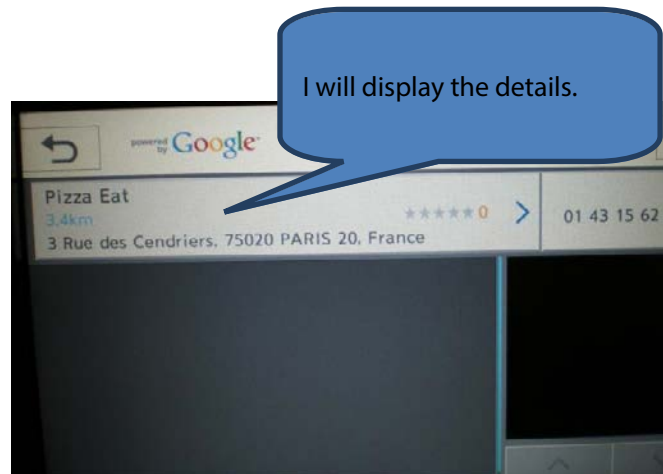 I will display the details.
powered by Google
Pizza Eat
3,4km
0
01 43 15 62
3 Rue des Cendriers, 75020 PARIS 20, France